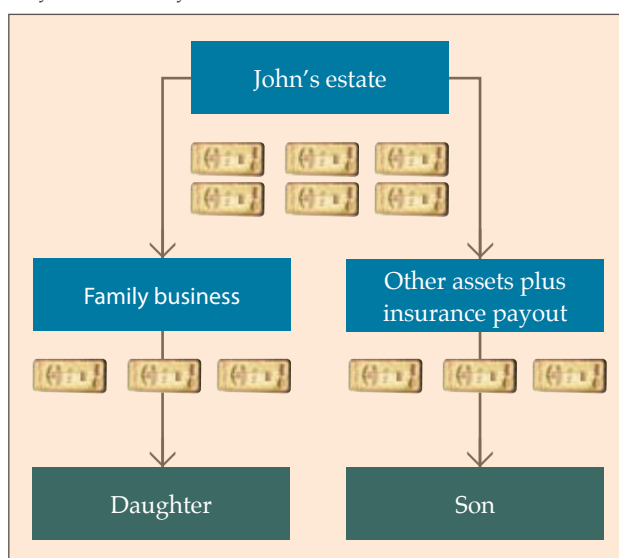 John's estate
Family business
Other assets plus
insurance payout
Daughter
Son